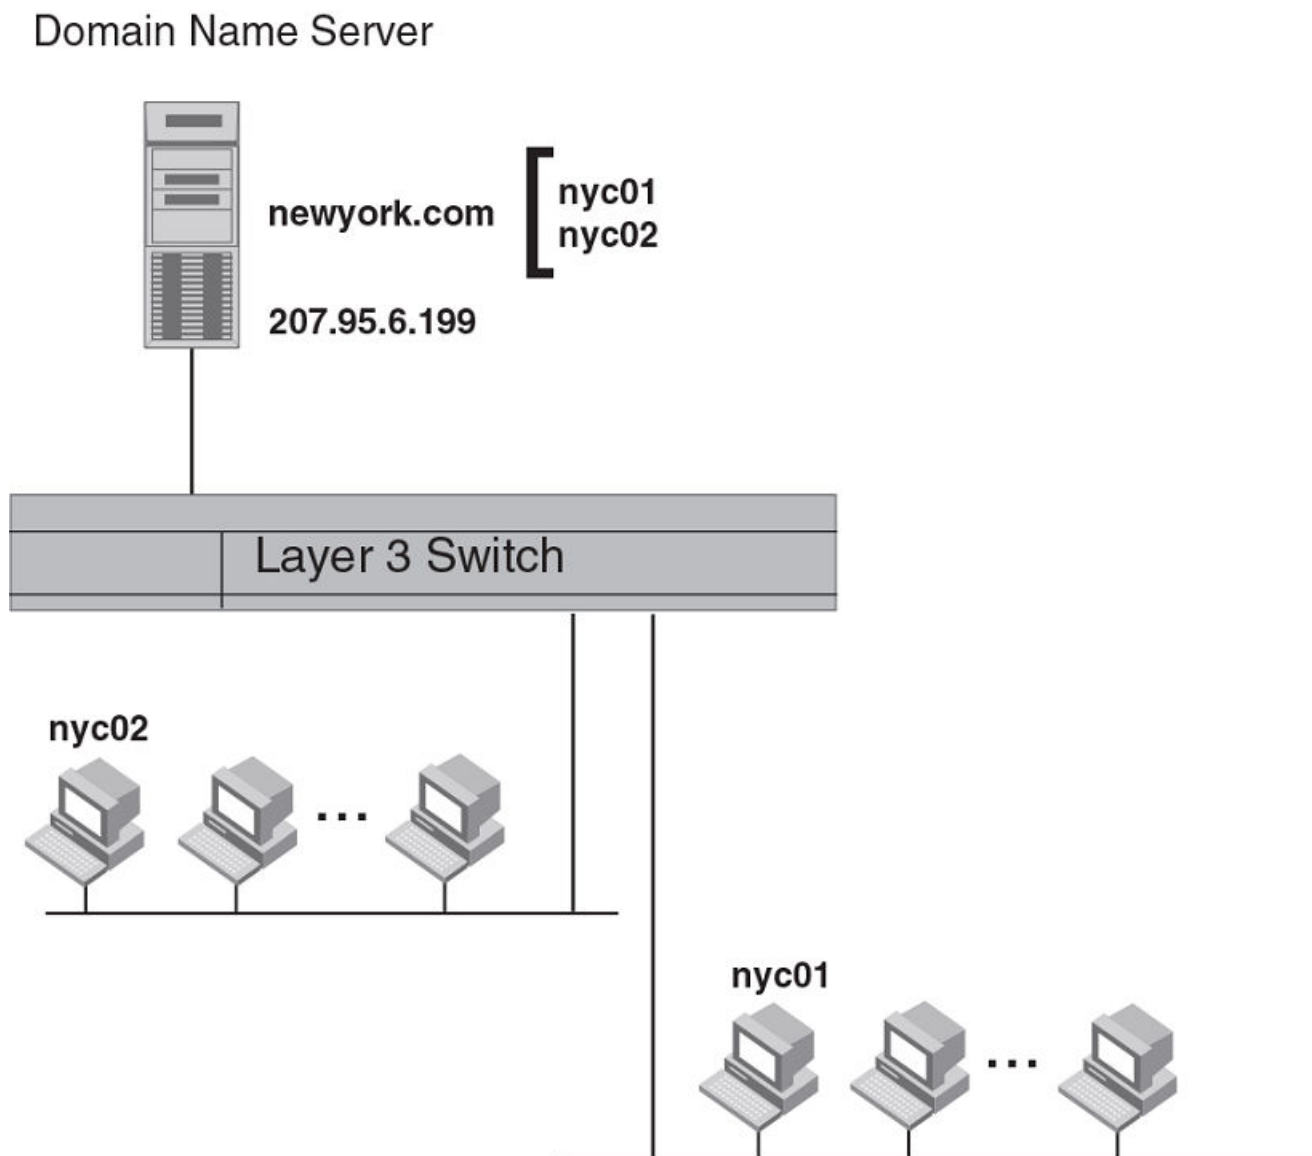 Domain Name Server
newyork.com
nyc01
nyc02
207.95.6.199
Layer 3 Switch
nyc02
...
nyc01
...